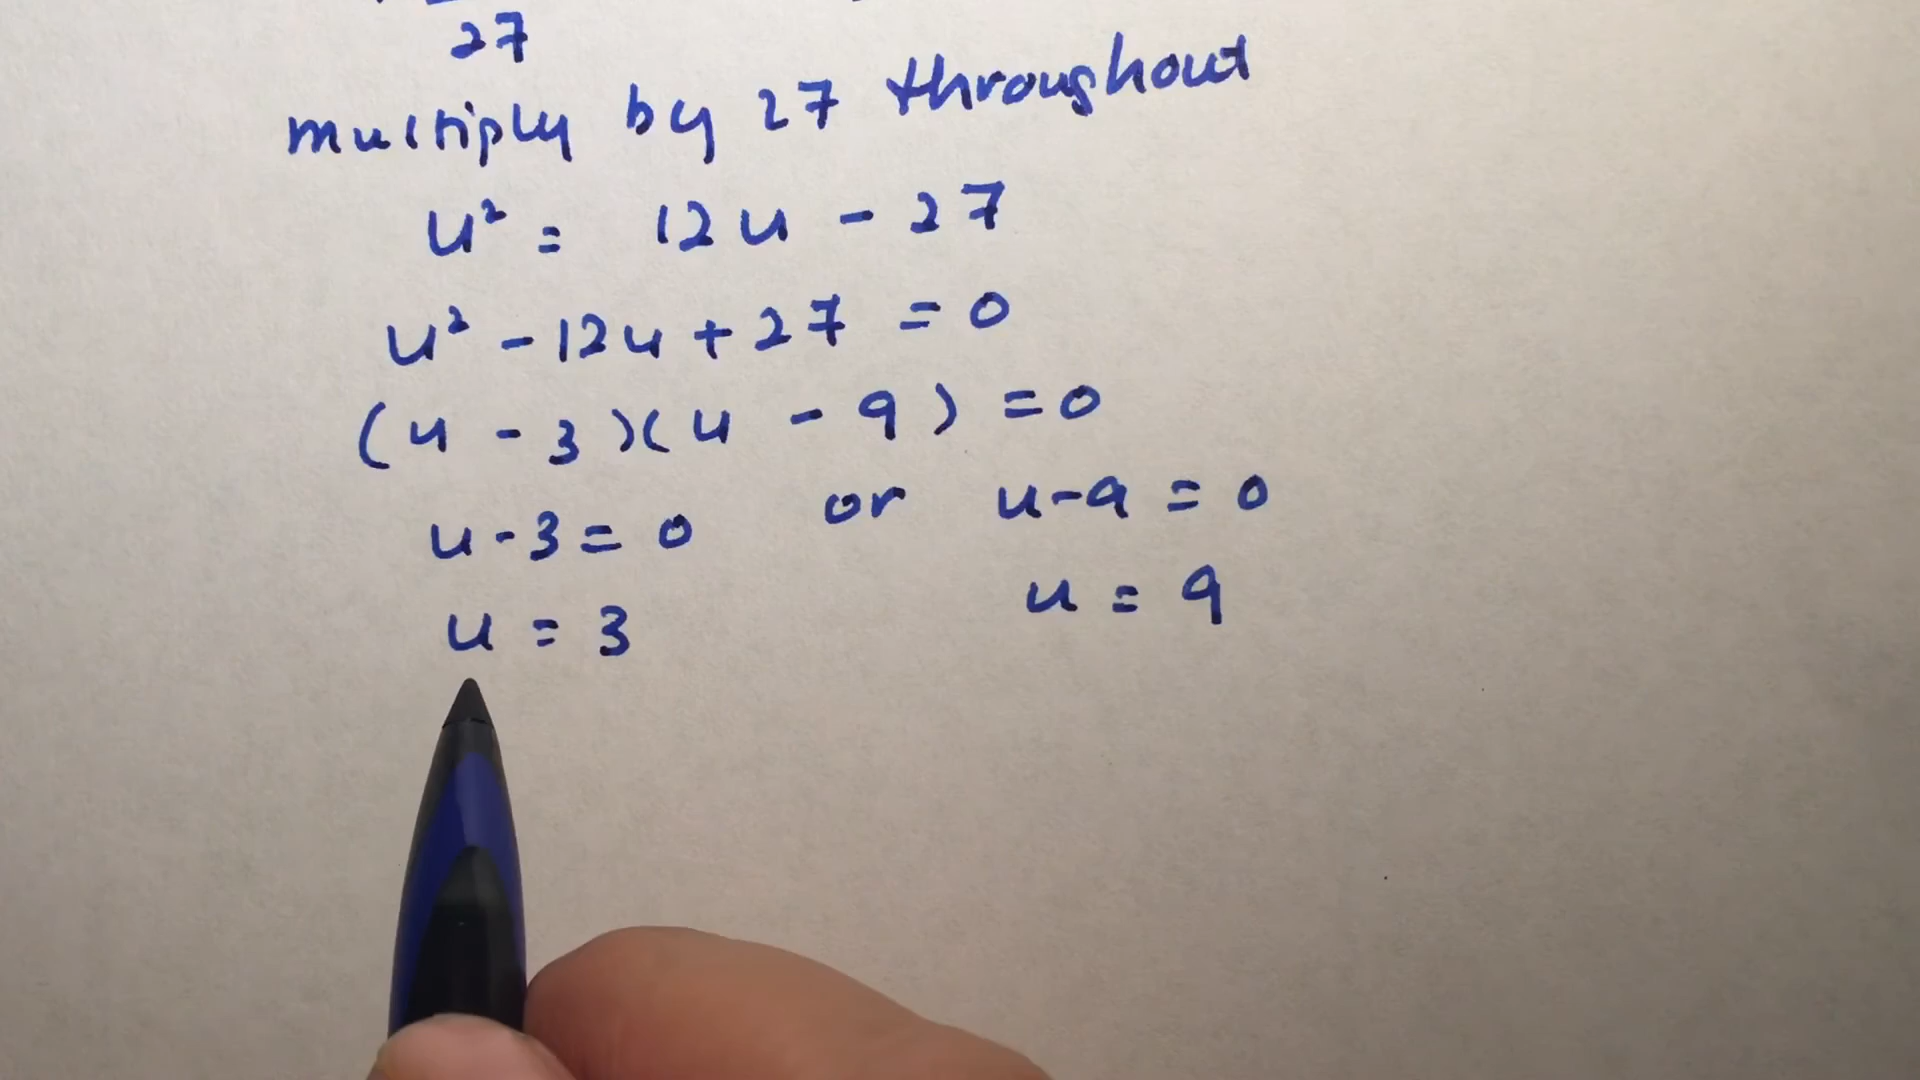 27
multiply by 27 throughout
u² = 12u - 27
u² - 12u + 27 = 0
(u - 3)(u - 9) = 0
u - 3 = 0 or u - 9 = 0
u = 3 u = 9